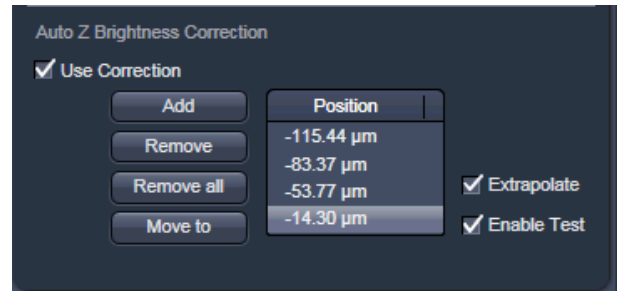 Auto Z Brightness Correction
Use Correction
Add
Remove
Remove all
Move to
Position
-115.44 µm
-83.37 µm
-53.77 µm
-14.30 µm
Extrapolate
Enable Test